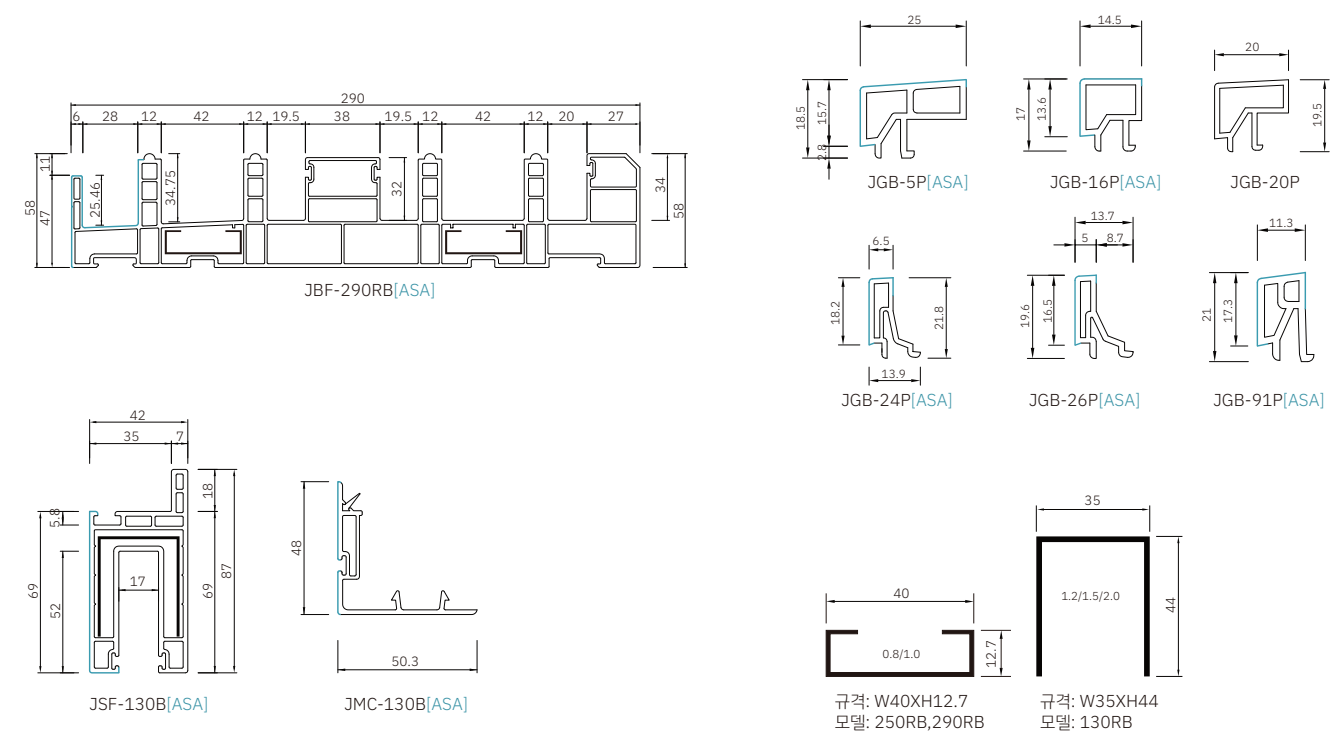 290
6 28 12 42 12 19.5 38 19.5 12 42 12 20 27
58 11 47 25.46 34.75 32 34 58
JBF-290RB[ASA]
25
18.5 15.7 2.8
JGB-5P[ASA]
14.5
17 13.6
JGB-16P[ASA]
20
19.5
JGB-20P
6.5
18.2 21.8
13.9
JGB-24P[ASA]
13.7
5 8.7
19.6 16.5
JGB-26P[ASA]
11.3
21 17.3
JGB-91P[ASA]
42
35 7
18
5.8
69 52 17 69 87
JSF-130B[ASA]
48
50.3
JMC-130B[ASA]
40
0.8/1.0
12.7
규격: W40XH12.7
모델: 250RB,290RB
35
1.2/1.5/2.0
44
규격: W35XH44
모델: 130RB